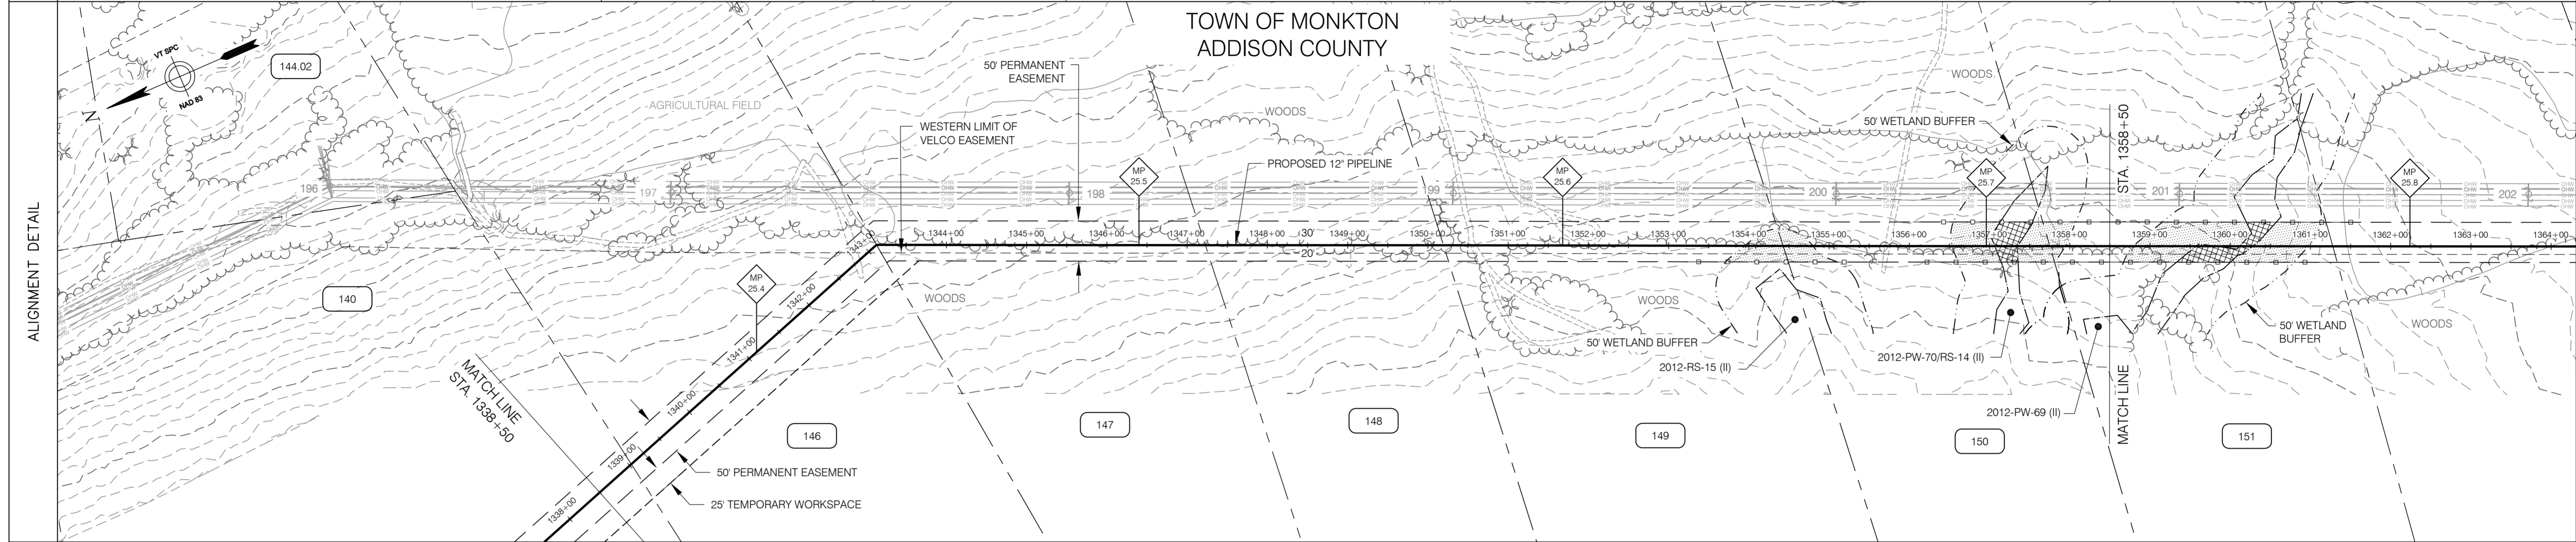 TOWN OF MONKTON
ADDISON COUNTY
ALIGNMENT DETAIL
VT SPC
NAD 83
N
144.02
AGRICULTURAL FIELD
50' PERMANENT
EASEMENT
WOODS
WESTERN LIMIT OF
VELCO EASEMENT
PROPOSED 12" PIPELINE
WOODS
50' WETLAND BUFFER
STA. 1358+50
196
197
198
199
200
201
202
MP
25.5
MP
25.6
MP
25.7
MP
25.8
OHW
1343+00
1344+00
1345+00
1346+00
1347+00
1348+00
30'
1349+00
1350+00
1351+00
1352+00
1353+00
1354+00
1355+00
1356+00
1357+00
1358+00
1359+00
1360+00
1361+00
1362+00
1363+00
1364+00
20'
MP
25.4
140
WOODS
1342+00
1341+00
1340+00
1339+00
1338+00
MATCH LINE
STA. 1338+50
WOODS
50' WETLAND BUFFER
2012-RS-15 (II)
2012-PW-70/RS-14 (II)
2012-PW-69 (II)
MATCH LINE
50' WETLAND
BUFFER
WOODS
146
147
148
149
150
151
50' PERMANENT EASEMENT
25' TEMPORARY WORKSPACE